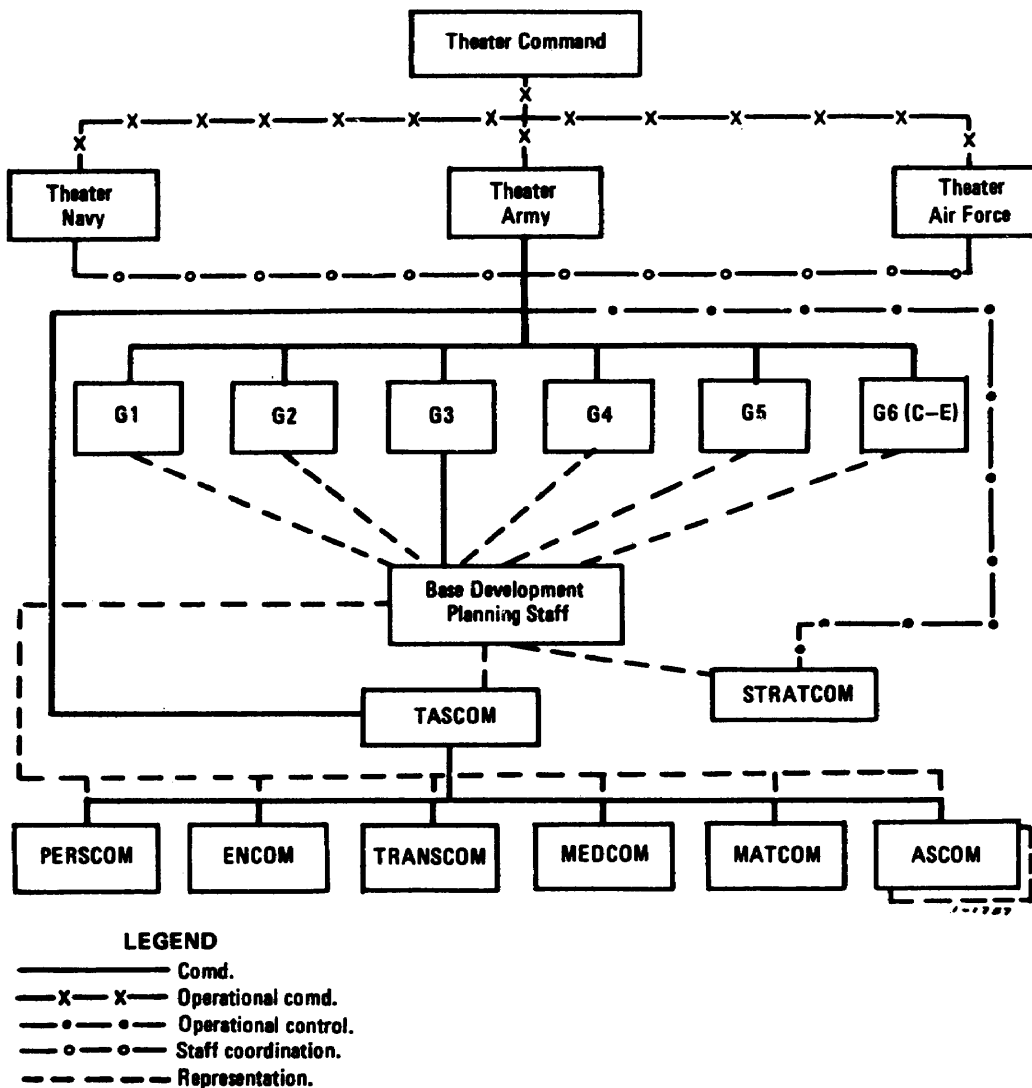 Theater Command
Theater
Navy
Theater
Army
Theater
Air Force
G1
G2
G3
G4
G5
G6 (C-E)
Base Development
Planning Staff
STRATCOM
TASCOM
PERSCOM
ENCOM
TRANSCOM
MEDCOM
MATCOM
ASCOM
LEGEND
Comd.
X X Operational comd.
Operational control.
Staff coordination.
Representation.